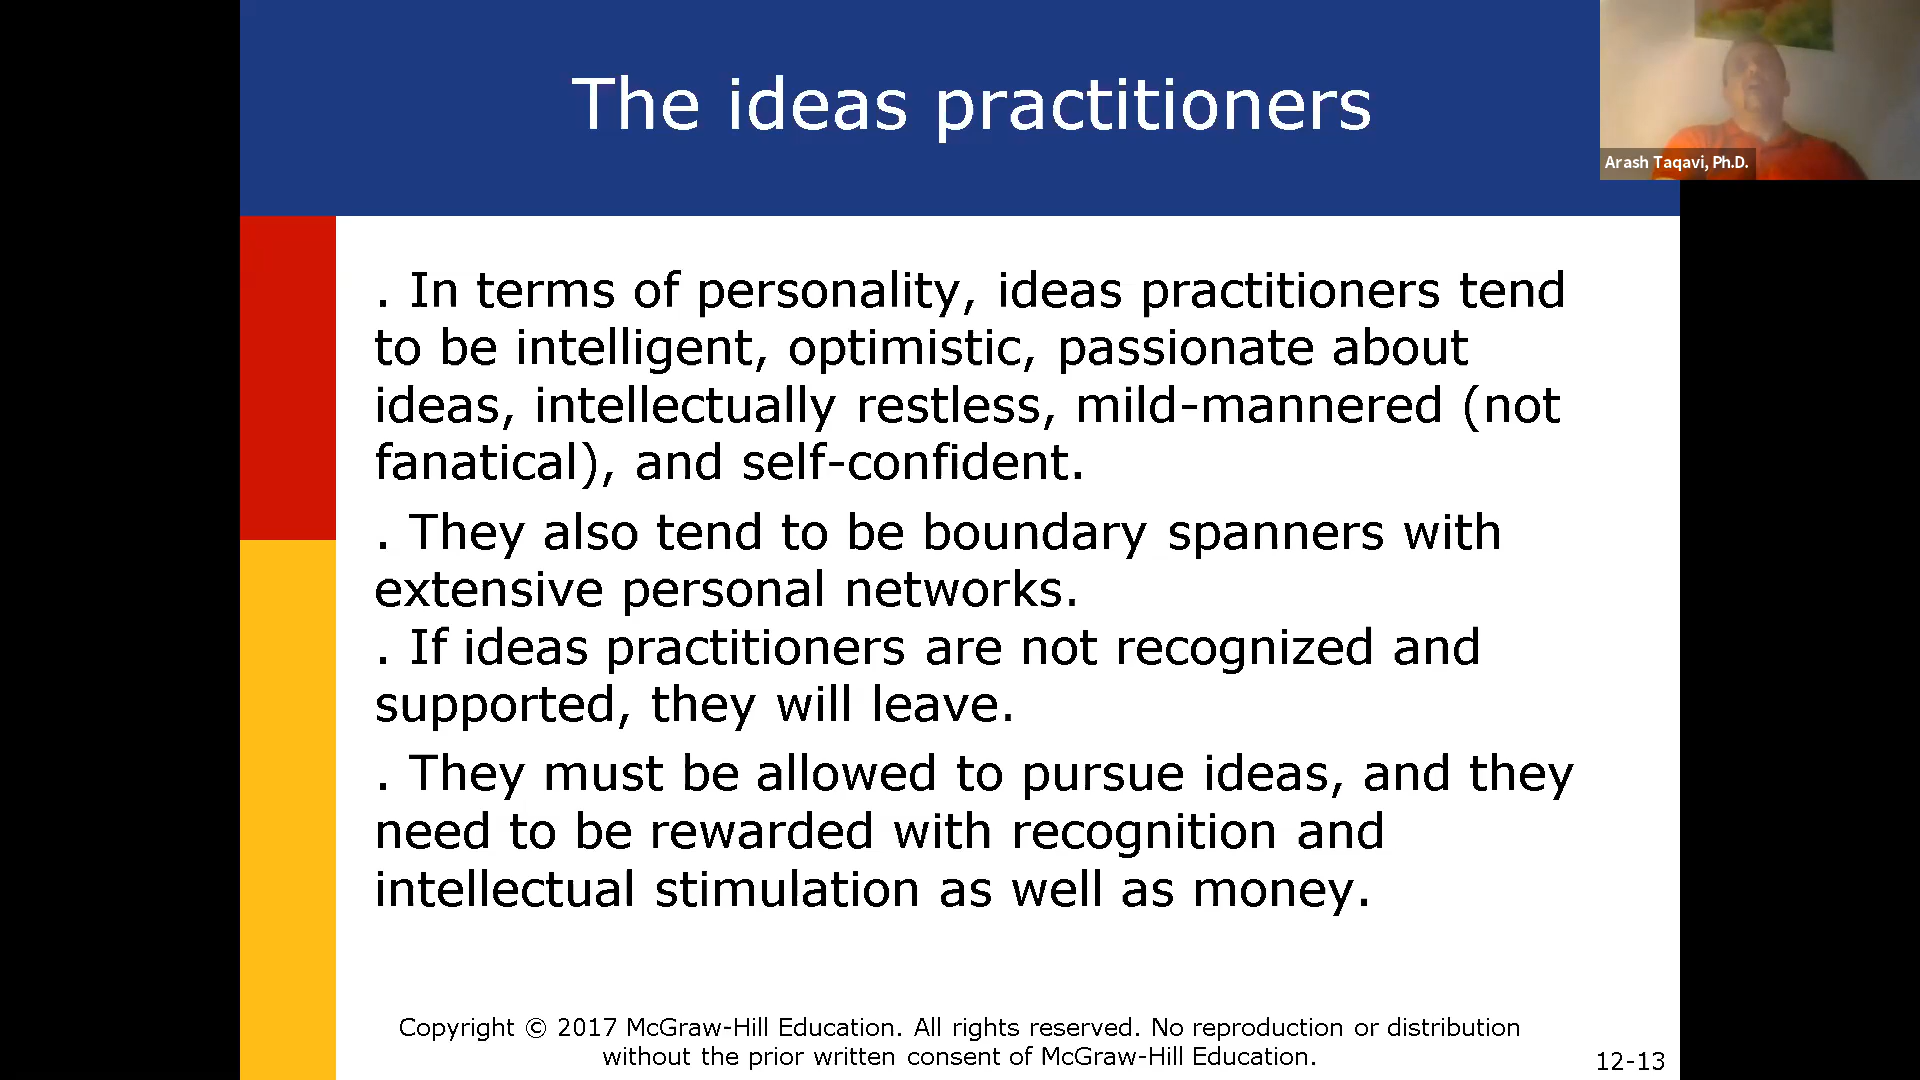 The ideas practitioners
Arash Taqavi, Ph.D.
. In terms of personality, ideas practitioners tend
to be intelligent, optimistic, passionate about
ideas, intellectually restless, mild-mannered (not
fanatical), and self-confident.
. They also tend to be boundary spanners with
extensive personal networks.
. If ideas practitioners are not recognized and
supported, they will leave.
. They must be allowed to pursue ideas, and they
need to be rewarded with recognition and
intellectual stimulation as well as money.
Copyright © 2017 McGraw-Hill Education. All rights reserved. No reproduction or distribution
without the prior written consent of McGraw-Hill Education.
12-13